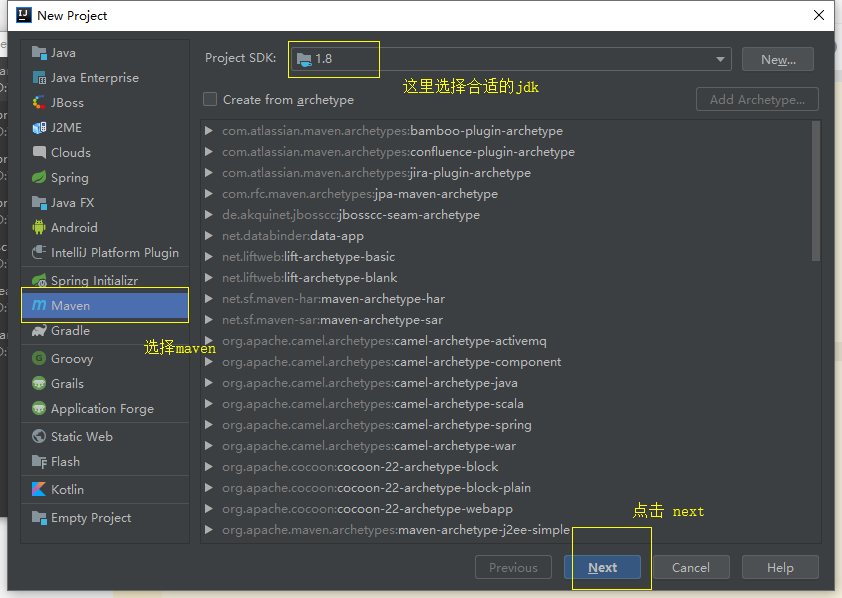 New Project
Java
Java Enterprise
JBoss
J2ME
Clouds
Spring
Java FX
Android
IntelliJ Platform Plugin
Spring Initializr
Maven
Gradle
选择maven
Groovy
Grails
Application Forge
Static Web
Flash
Kotlin
Empty Project
Project SDK: 1.8 New...
这里选择合适的jdk
Create from archetype Add Archetype...
com.atlassian.maven.archetypes:bamboo-plugin-archetype
com.atlassian.maven.archetypes:confluence-plugin-archetype
com.atlassian.maven.archetypes:jira-plugin-archetype
com.rfc.maven.archetypes:jpa-maven-archetype
de.akquinet.jbosscc:jbosscc-seam-archetype
net.databinder:data-app
net.liftweb:lift-archetype-basic
net.liftweb:lift-archetype-blank
net.sf.maven-har:maven-archetype-har
net.sf.maven-sar:maven-archetype-sar
org.apache.camel.archetypes:camel-archetype-activemq
org.apache.camel.archetypes:camel-archetype-component
org.apache.camel.archetypes:camel-archetype-java
org.apache.camel.archetypes:camel-archetype-scala
org.apache.camel.archetypes:camel-archetype-spring
org.apache.camel.archetypes:camel-archetype-war
org.apache.cocoon:cocoon-22-archetype-block
org.apache.cocoon:cocoon-22-archetype-block-plain
org.apache.cocoon:cocoon-22-archetype-webapp
org.apache.maven.archetypes:maven-archetype-j2ee-simple
点击 next
Previous Next Cancel Help